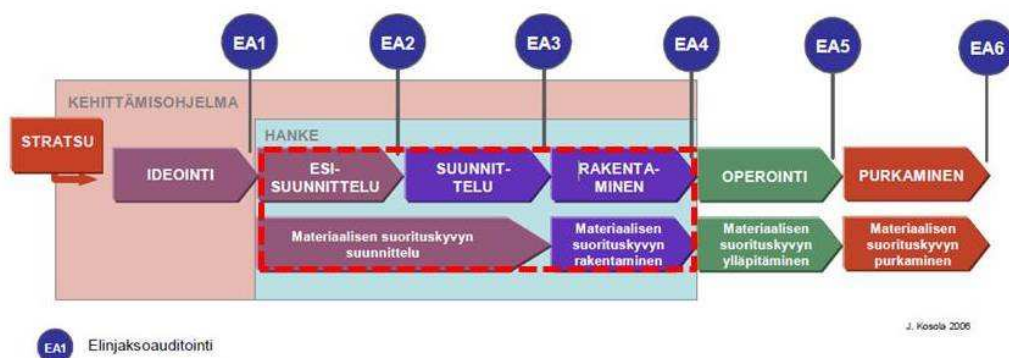 EA1
EA2
EA3
EA4
EA5
EA6
KEHITTÄMISOHJELMA
HANKE
STRATSU
IDEOINTI
ESI-
SUUNNITTELU
SUUNNIT-
TELU
RAKENTA-
MINEN
OPEROINTI
PURKAMINEN
Materiaalisen suorituskyvyn
suunnittelu
Materiaalisen
suorituskyvyn
rakentaminen
Materiaalisen
suorituskyvyn
ylläpitäminen
Materiaalisen
suorituskyvyn
purkaminen
J. Kosola 2006
EA1 Elinjaksoauditointi